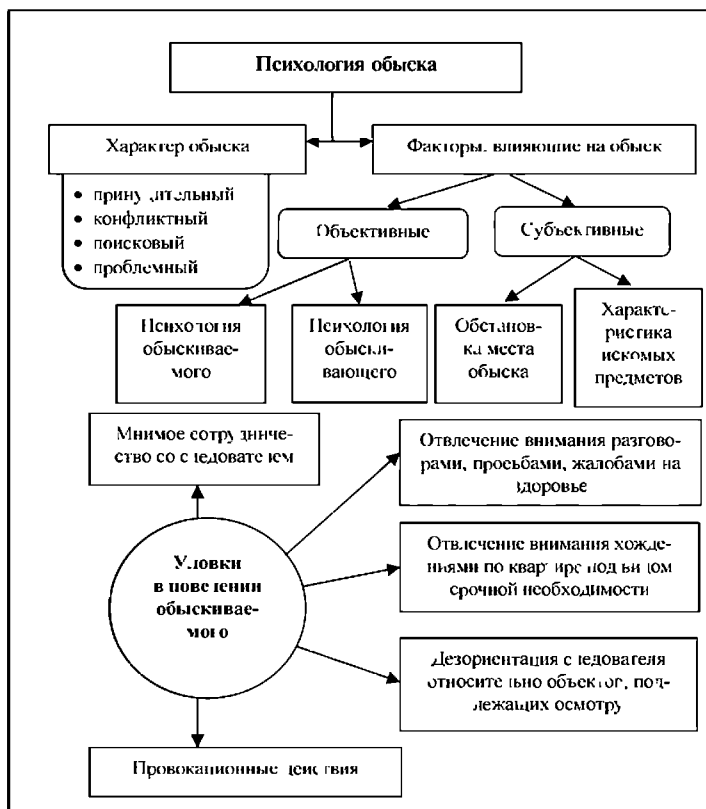 Психология обыска
Характер обыска
Факторы, влияющие на обыск
• принудительный
• конфликтный
• поисковый
• проблемный
Объективные
Субъективные
Психология
обыскивае-
мого
Психология
обыски-
вающего
Обстанов-
ка места
обыска
Характе-
ристика
искомых
предметов
Мнимое сотрудниче-
ство со следователем
Отвлечение внимания разгово-
рами, просьбами, жалобами на
здоровье
Уловки
в поведении
обыскивае-
мого
Отвлечение внимания хожде-
ниями по квартире под видом
срочной необходимости
Дезориентация следователя
относительно объектов, под-
лежащих осмотру
Провокационные действия